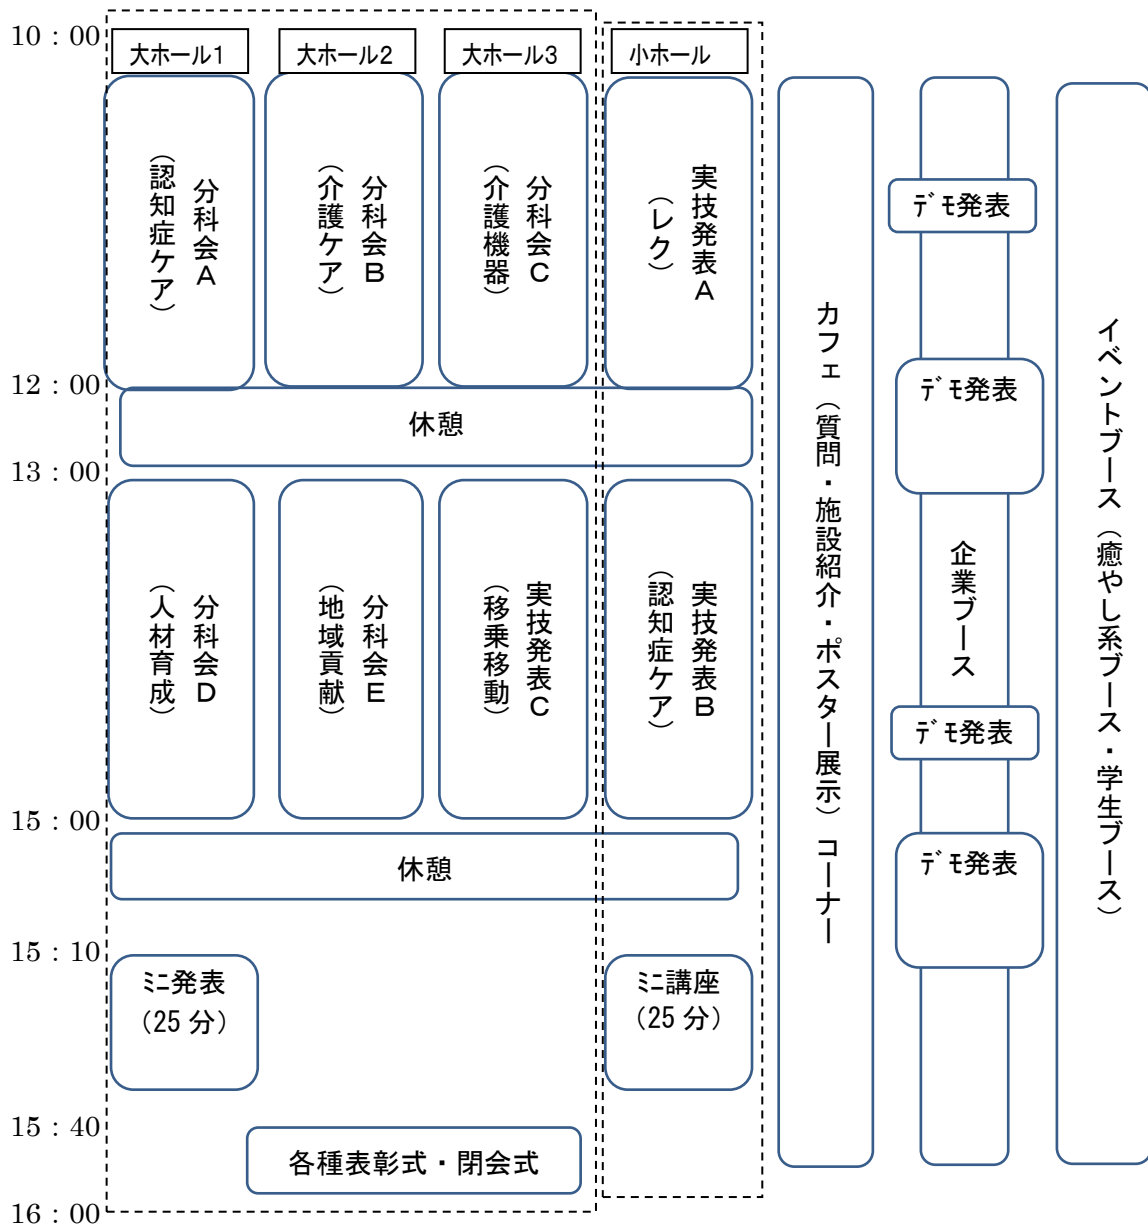 10：00
大ホール1
大ホール2
大ホール3
小ホール
分科会A
（認知症ケア）
分科会B
（介護ケア）
分科会C
（介護機器）
実技発表A
（レク）
カフェ（質問・施設紹介・ポスター展示）コーナー
企業ブース
イベントブース（癒やし系ブース・学生ブース）
ﾃﾞﾓ発表
12：00
ﾃﾞﾓ発表
休憩
13：00
分科会D
（人材育成）
分科会E
（地域貢献）
実技発表C
（移乗移動）
実技発表B
（認知症ケア）
ﾃﾞﾓ発表
15：00
休憩
ﾃﾞﾓ発表
15：10
ﾐﾆ発表
（25分）
ﾐﾆ講座
（25分）
15：40
各種表彰式・閉会式
16：00